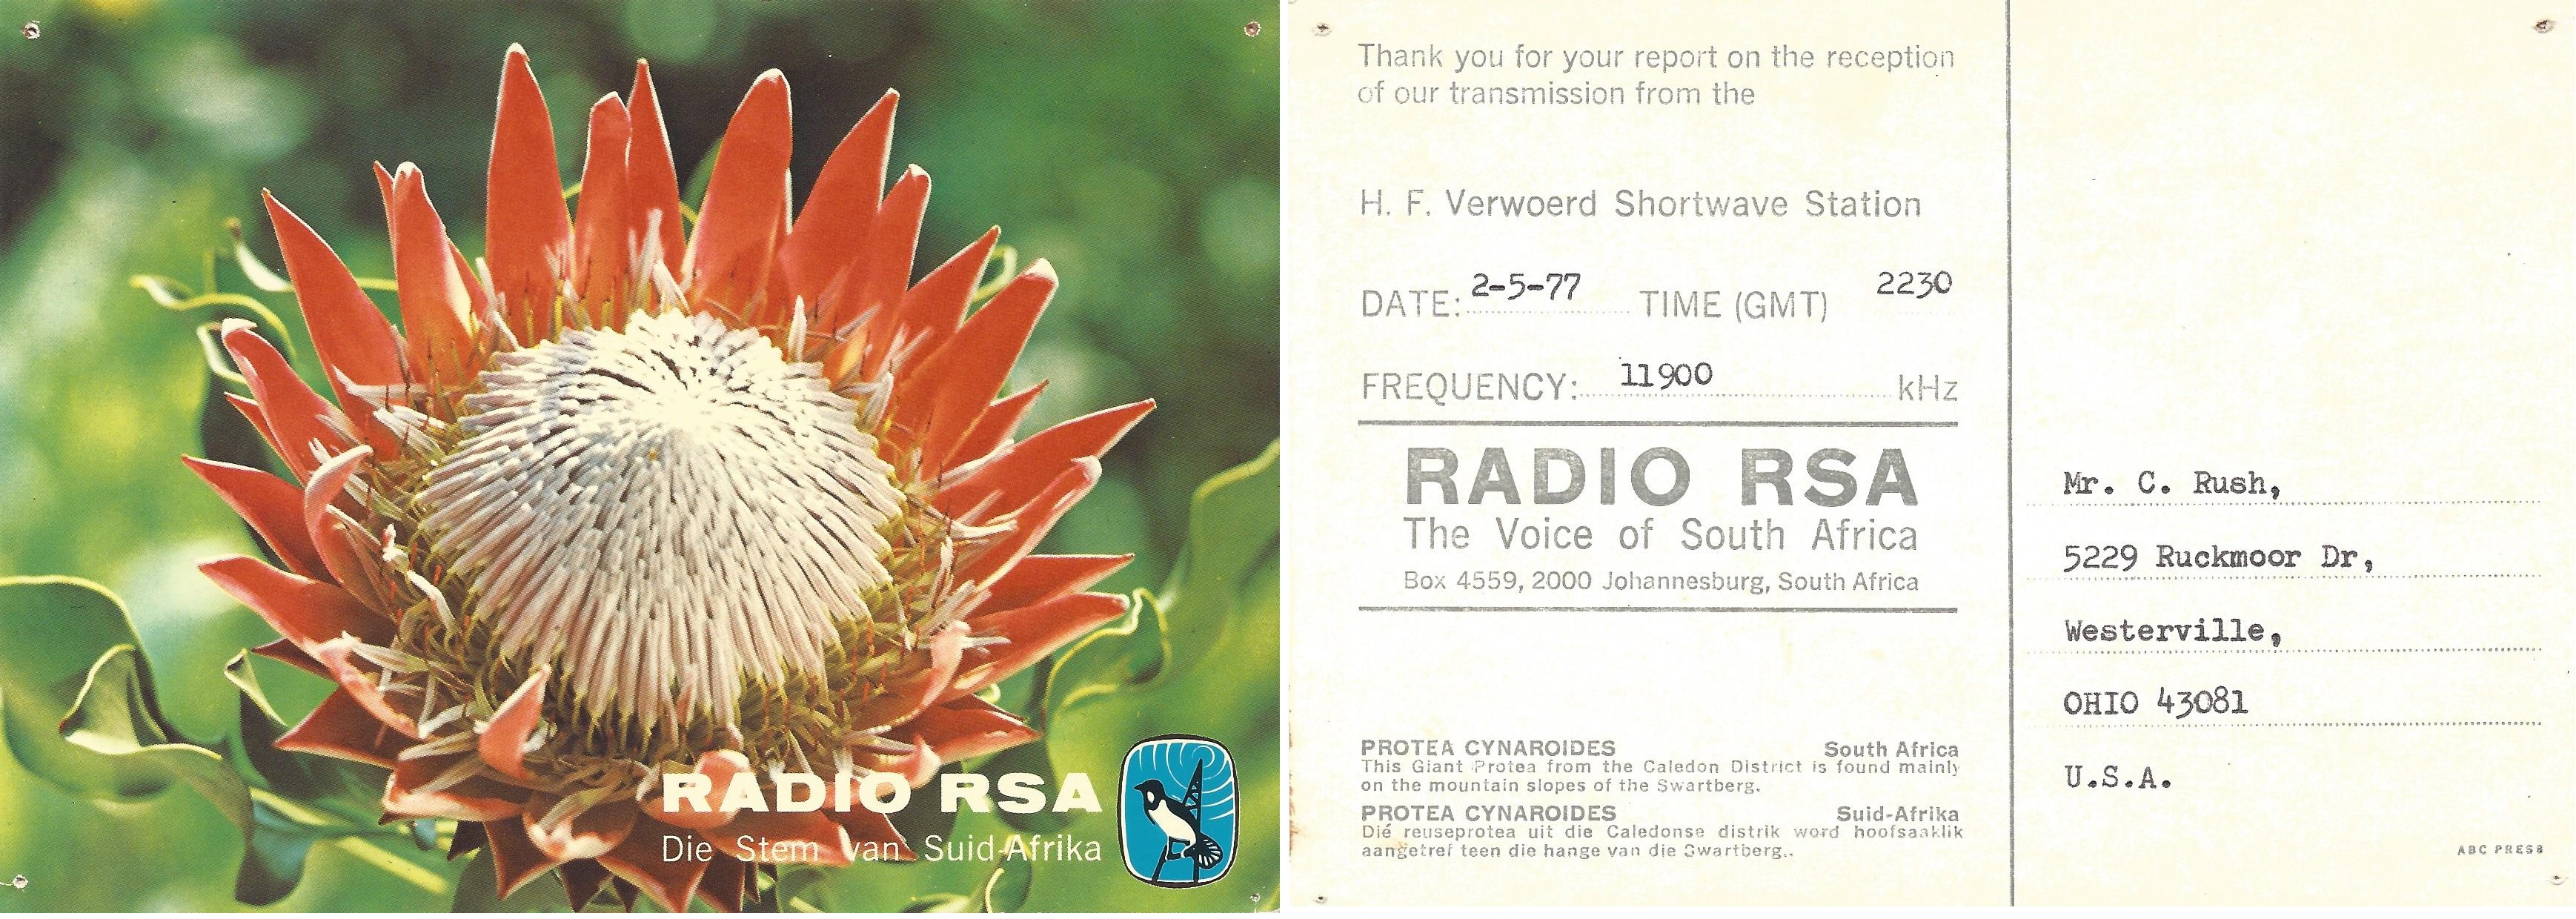 RADIO RSA
Die Stem van Suid-Afrika
Thank you for your report on the reception
of our transmission from the
H. F. Verwoerd Shortwave Station
DATE: 2-5-77 TIME (GMT) 2230
FREQUENCY: 11900 kHz
RADIO RSA
The Voice of South Africa
Box 4559, 2000 Johannesburg, South Africa
PROTEA CYNAROIDES South Africa
This Giant Protea from the Caledon District is found mainly
on the mountain slopes of the Swartberg.
PROTEA CYNAROIDES Suid-Afrika
Dié reuseprotea uit die Caledonse distrik word hoofsaaklik
aangetref teen die hange van die Swartberg..
Mr. C. Rush,
5229 Ruckmoor Dr,
Westerville,
OHIO 43081
U.S.A.
ABC PRESS